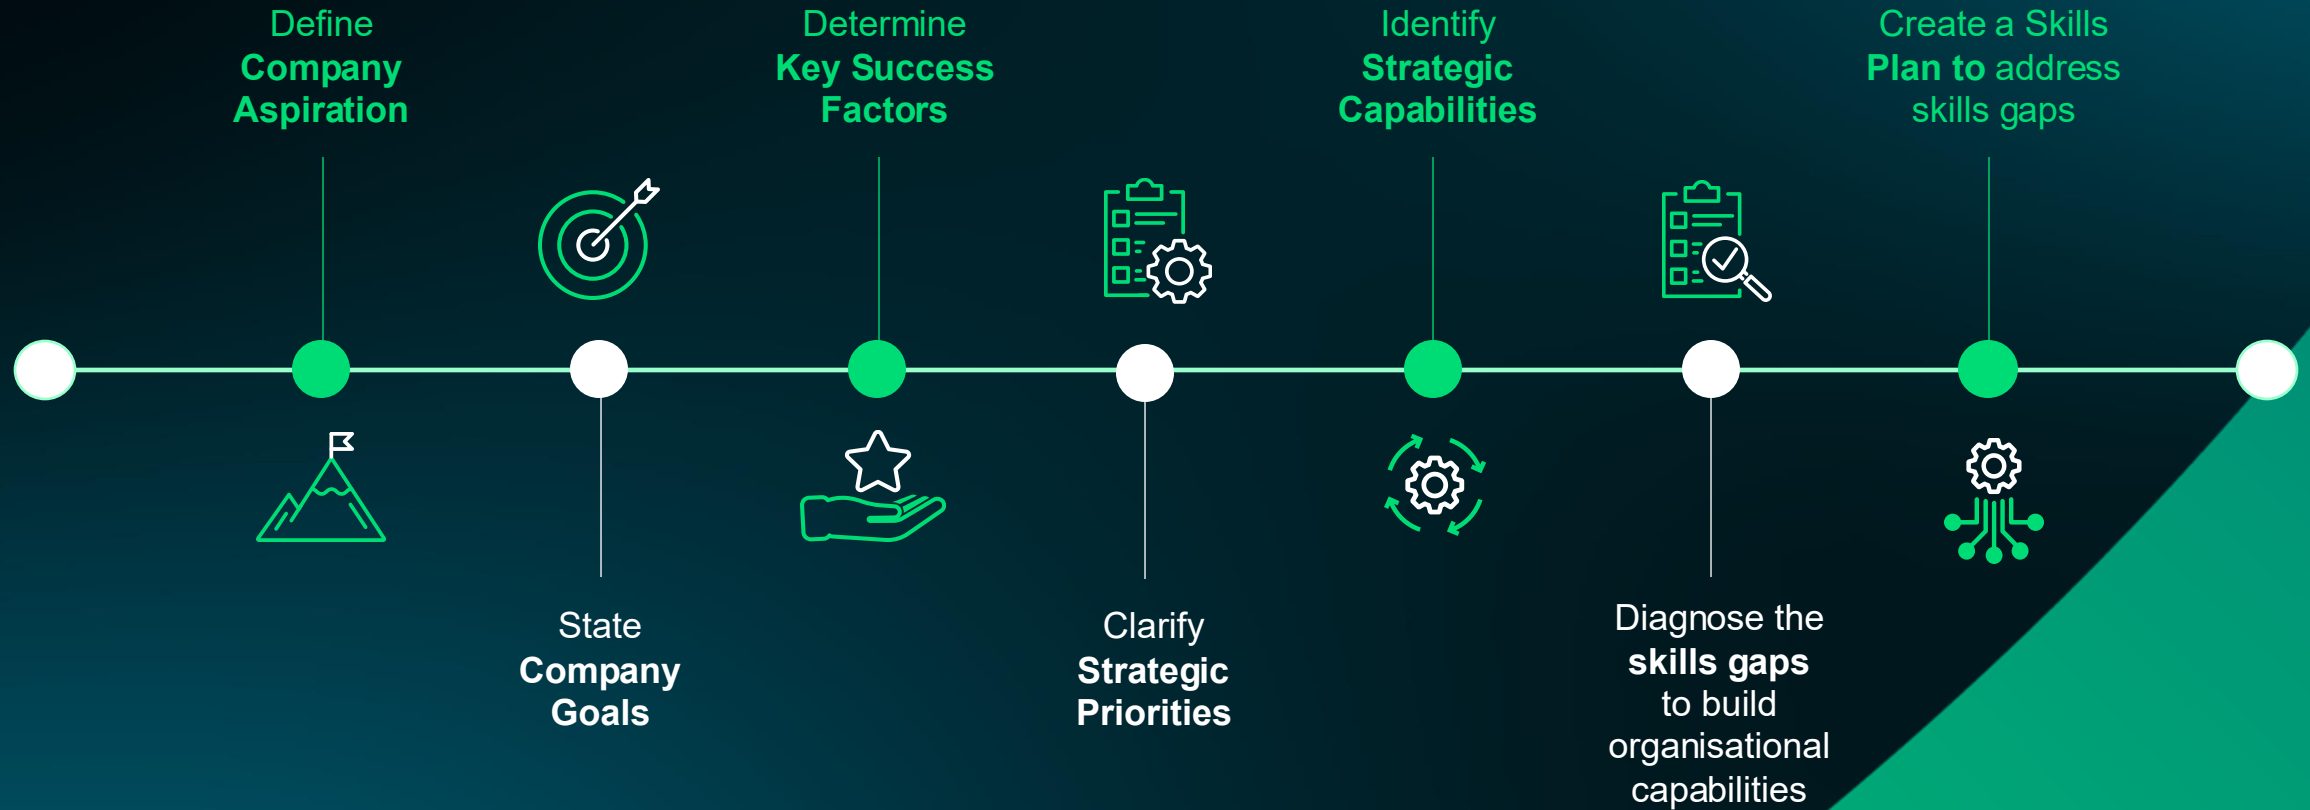 Define
Company
Aspiration
State
Company
Goals
Determine
Key Success
Factors
Clarify
Strategic
Priorities
Identify
Strategic
Capabilities
Diagnose the
skills gaps
to build
organisational
capabilities
Create a Skills
Plan to address
skills gaps